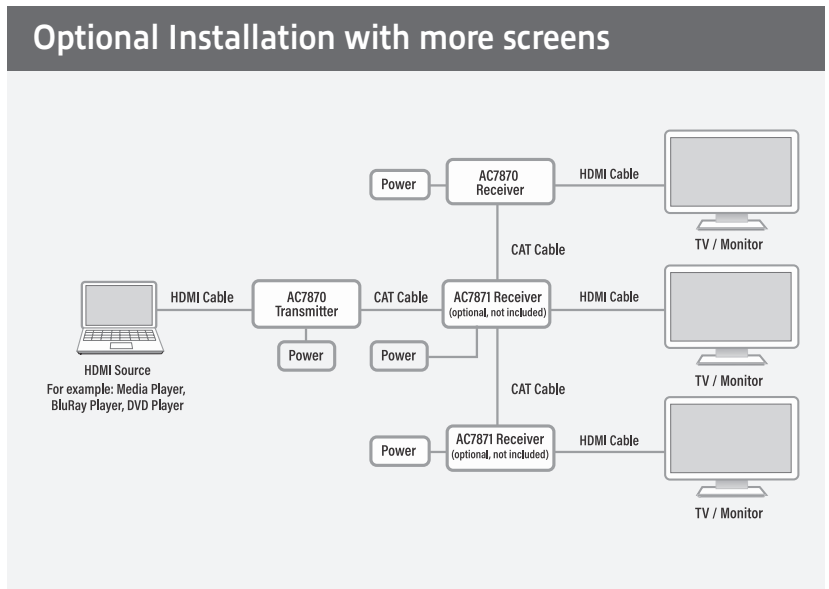 Optional Installation with more screens
Power
AC7870
Receiver
HDMI Cable
TV / Monitor
CAT Cable
HDMI Cable
AC7870
Transmitter
CAT Cable
AC7871 Receiver
(optional, not included)
HDMI Cable
Power
Power
HDMI Source
For example: Media Player,
BluRay Player, DVD Player
TV / Monitor
CAT Cable
Power
AC7871 Receiver
(optional, not included)
HDMI Cable
TV / Monitor